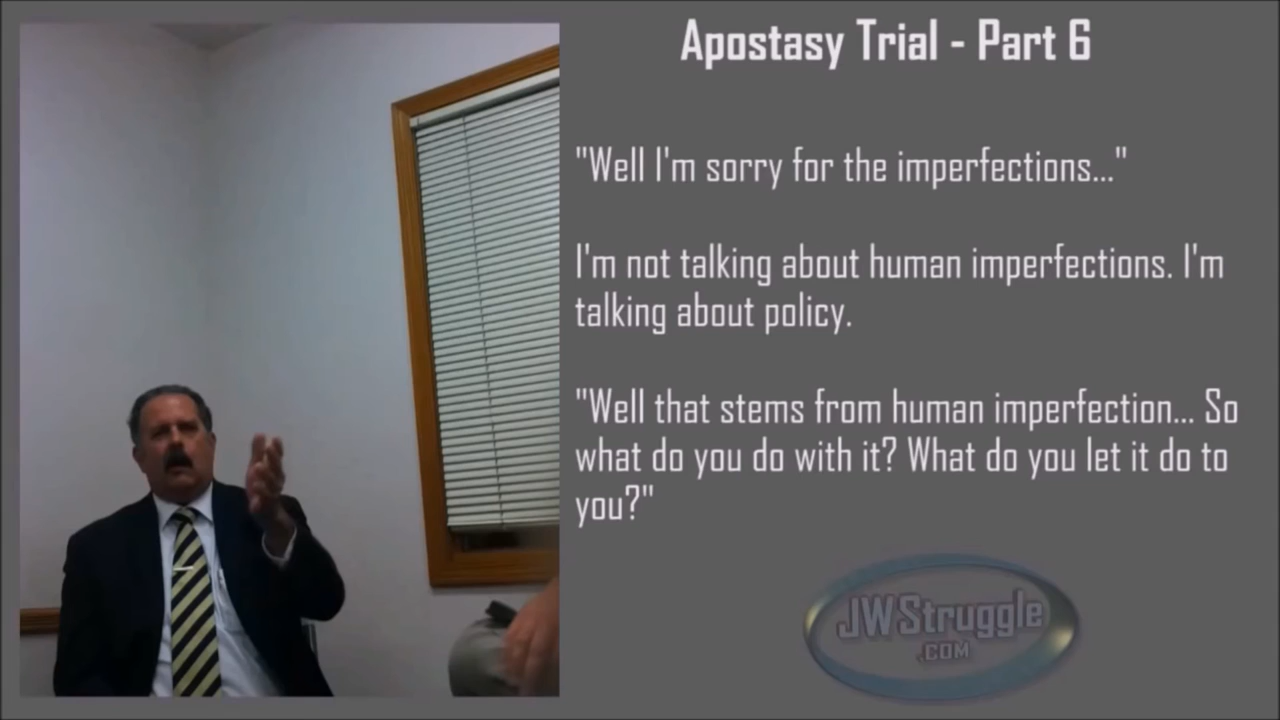 Apostasy Trial - Part 6
"Well I'm sorry for the imperfections..."
I'm not talking about human imperfections. I'm
talking about policy.
"Well that stems from human imperfection... So
what do you do with it? What do you let it do to
you?"
JWStruggle
.COM